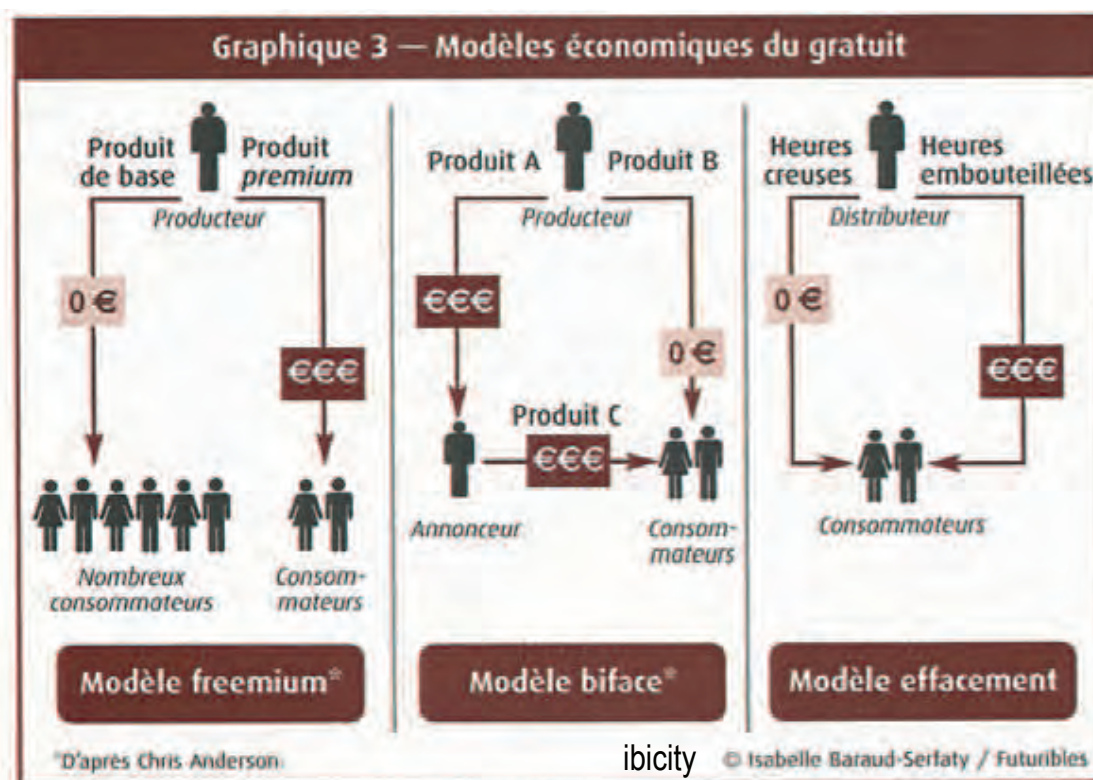 Graphique 3 — Modèles économiques du gratuit
Produit
de base
Produit
premium
Producteur
0 €
€€€
Nombreux
consommateurs
Consom-
mateurs
Modèle freemium*
Produit A
Produit B
Producteur
€€€
0 €
Produit C
€€€
Annonceur
Consom-
mateurs
Modèle biface*
Heures
creuses
Heures
embouteillées
Distributeur
0 €
€€€
Consommateurs
Modèle effacement
*D'après Chris Anderson.
ibicity
© Isabelle Baraud-Serfaty / Futuribles